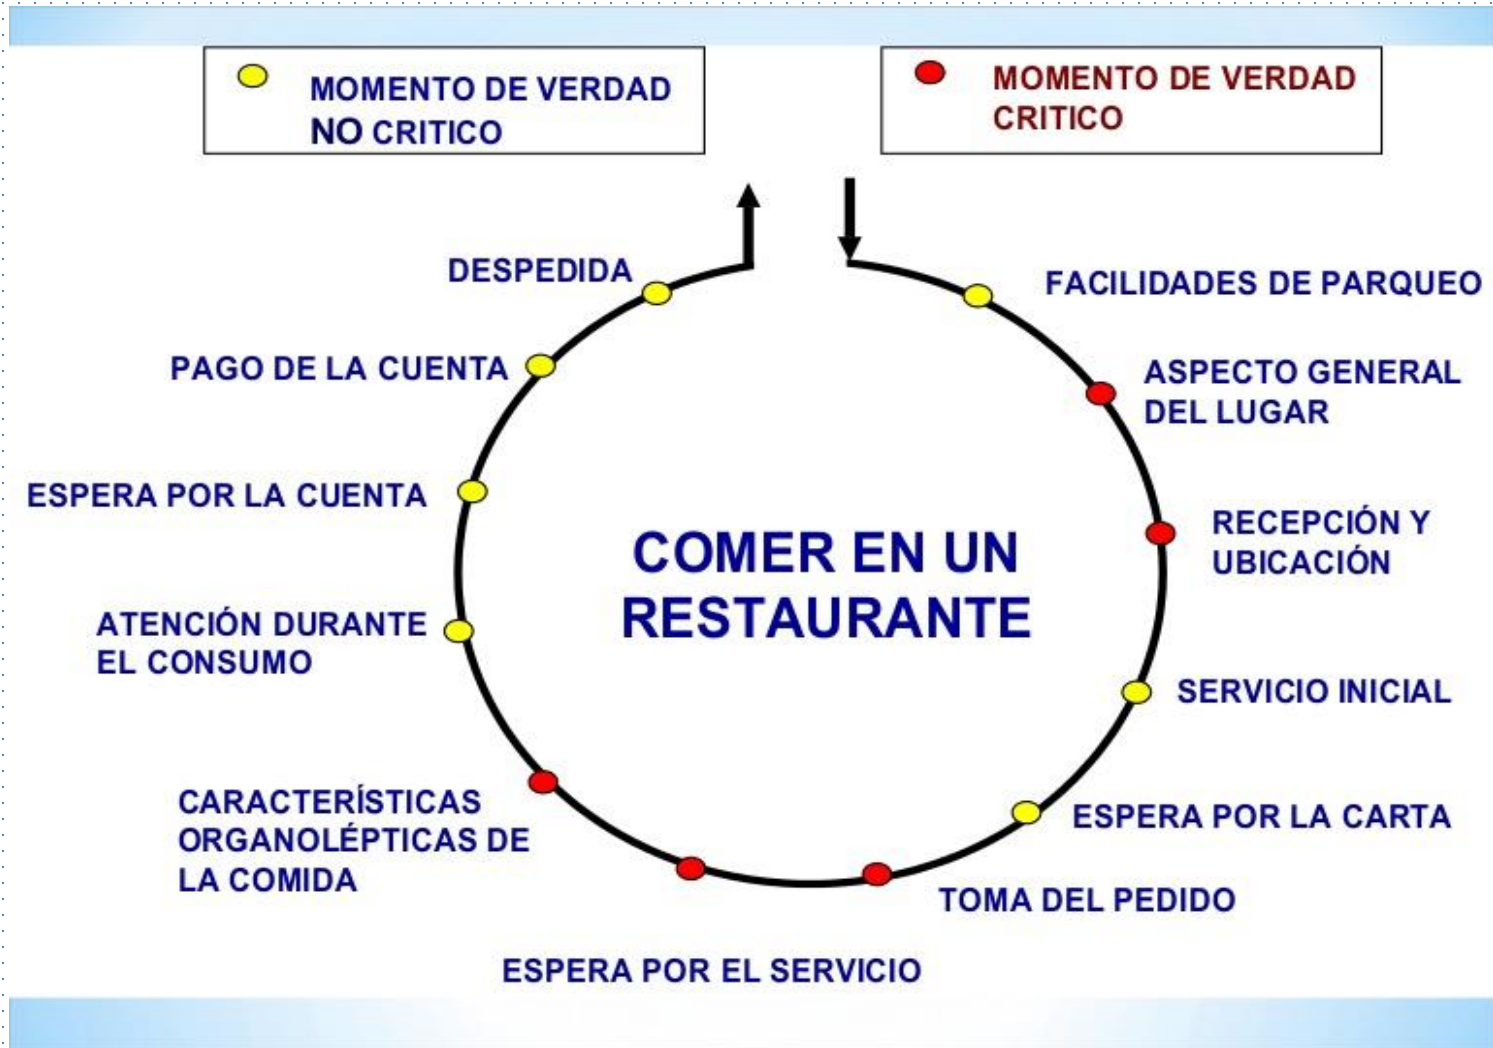 MOMENTO DE VERDAD
NO CRITICO
MOMENTO DE VERDAD
CRITICO
FACILIDADES DE PARQUEO
ASPECTO GENERAL
DEL LUGAR
RECEPCIÓN Y
UBICACIÓN
SERVICIO INICIAL
ESPERA POR LA CARTA
TOMA DEL PEDIDO
ESPERA POR EL SERVICIO
CARACTERÍSTICAS
ORGANOLÉPTICAS DE
LA COMIDA
ATENCIÓN DURANTE
EL CONSUMO
ESPERA POR LA CUENTA
PAGO DE LA CUENTA
DESPEDIDA
COMER EN UN
RESTAURANTE